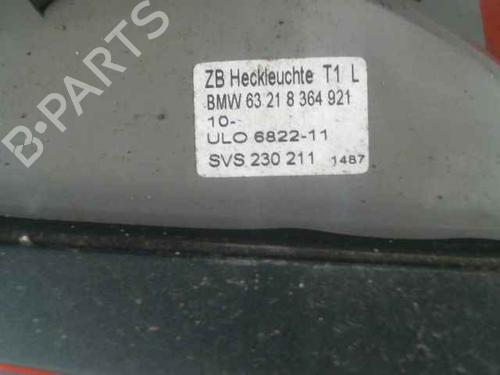 ZB Heckleuchte T1 L
BMW 63 21 8 364 921
10-
ULO 6822-11
SVS 230 211 1487
B-PARTS